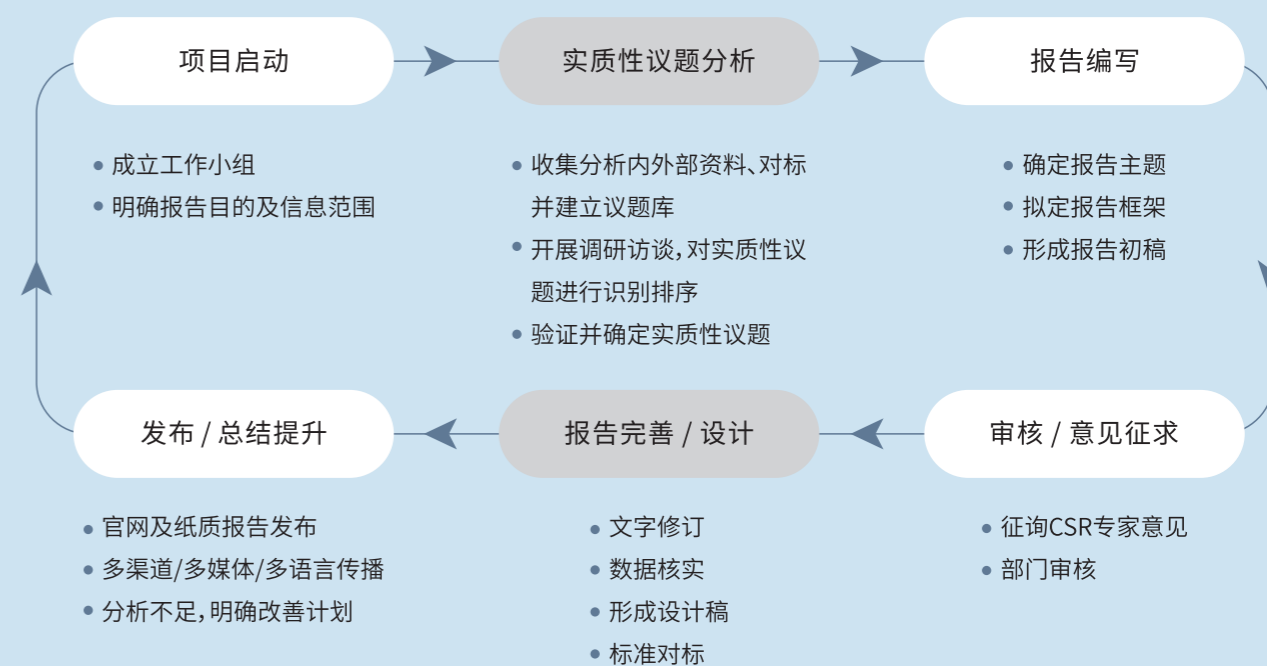 项目启动
实质性议题分析
报告编写
成立工作小组
明确报告目的及信息范围
收集分析内外部资料、对标
并建立议题库
开展调研访谈，对实质性议
题进行识别排序
验证并确定实质性议题
确定报告主题
拟定报告框架
形成报告初稿
发布 / 总结提升
报告完善 / 设计
审核 / 意见征求
官网及纸质报告发布
多渠道/多媒体/多语言传播
分析不足，明确改善计划
文字修订
数据核实
形成设计稿
标准对标
征询CSR专家意见
部门审核